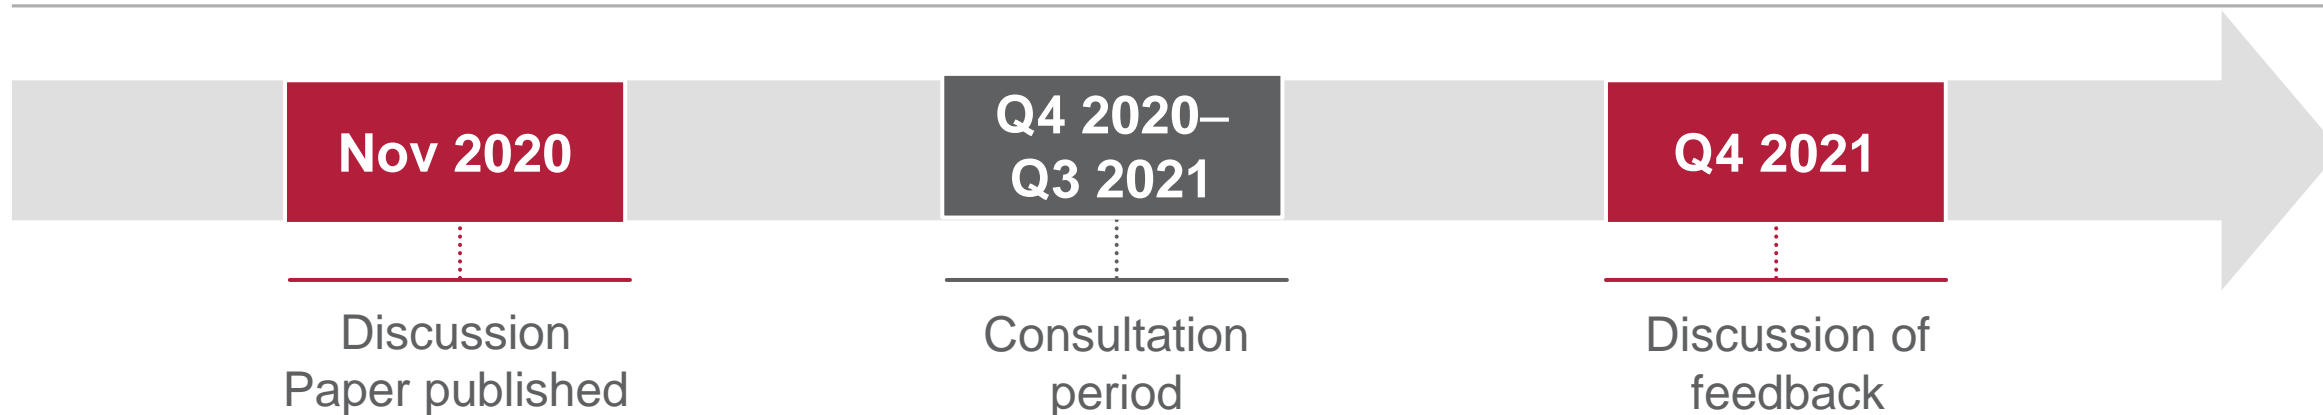 Nov 2020
Q4 2020–
Q3 2021
Q4 2021
Discussion
Paper published
Consultation
period
Discussion of
feedback